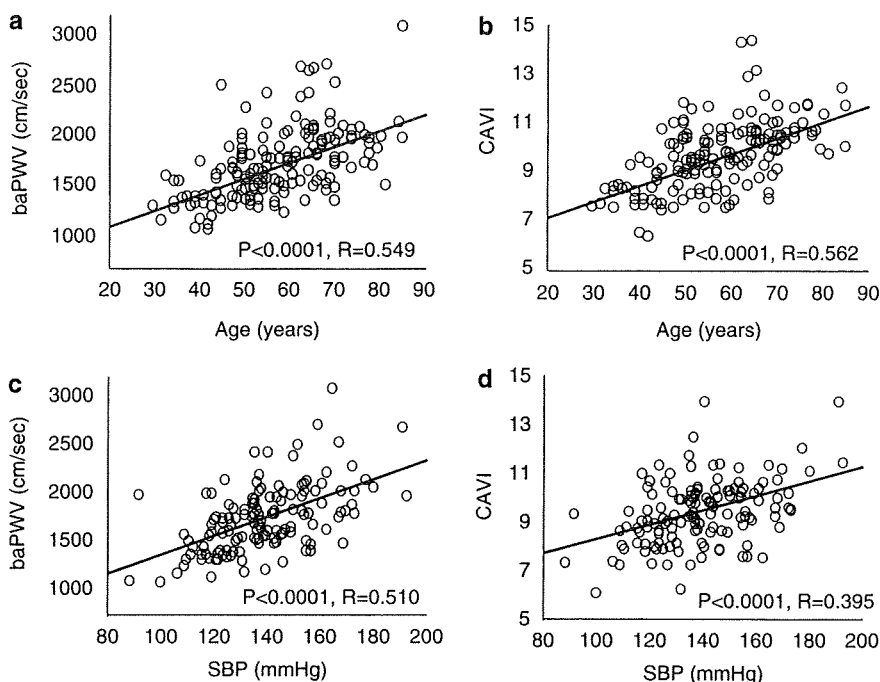 a
3000
2500
2000
1500
1000
baPWV (cm/sec)
P<0.0001, R=0.549
20 30 40 50 60 70 80 90
Age (years)
b
15
13
11
9
7
5
CAVI
P<0.0001, R=0.562
20 30 40 50 60 70 80 90
Age (years)
c
3000
2500
2000
1500
1000
baPWV (cm/sec)
P<0.0001, R=0.510
80 100 120 140 160 180 200
SBP (mmHg)
d
15
13
11
9
7
5
CAVI
P<0.0001, R=0.395
80 100 120 140 160 180 200
SBP (mmHg)